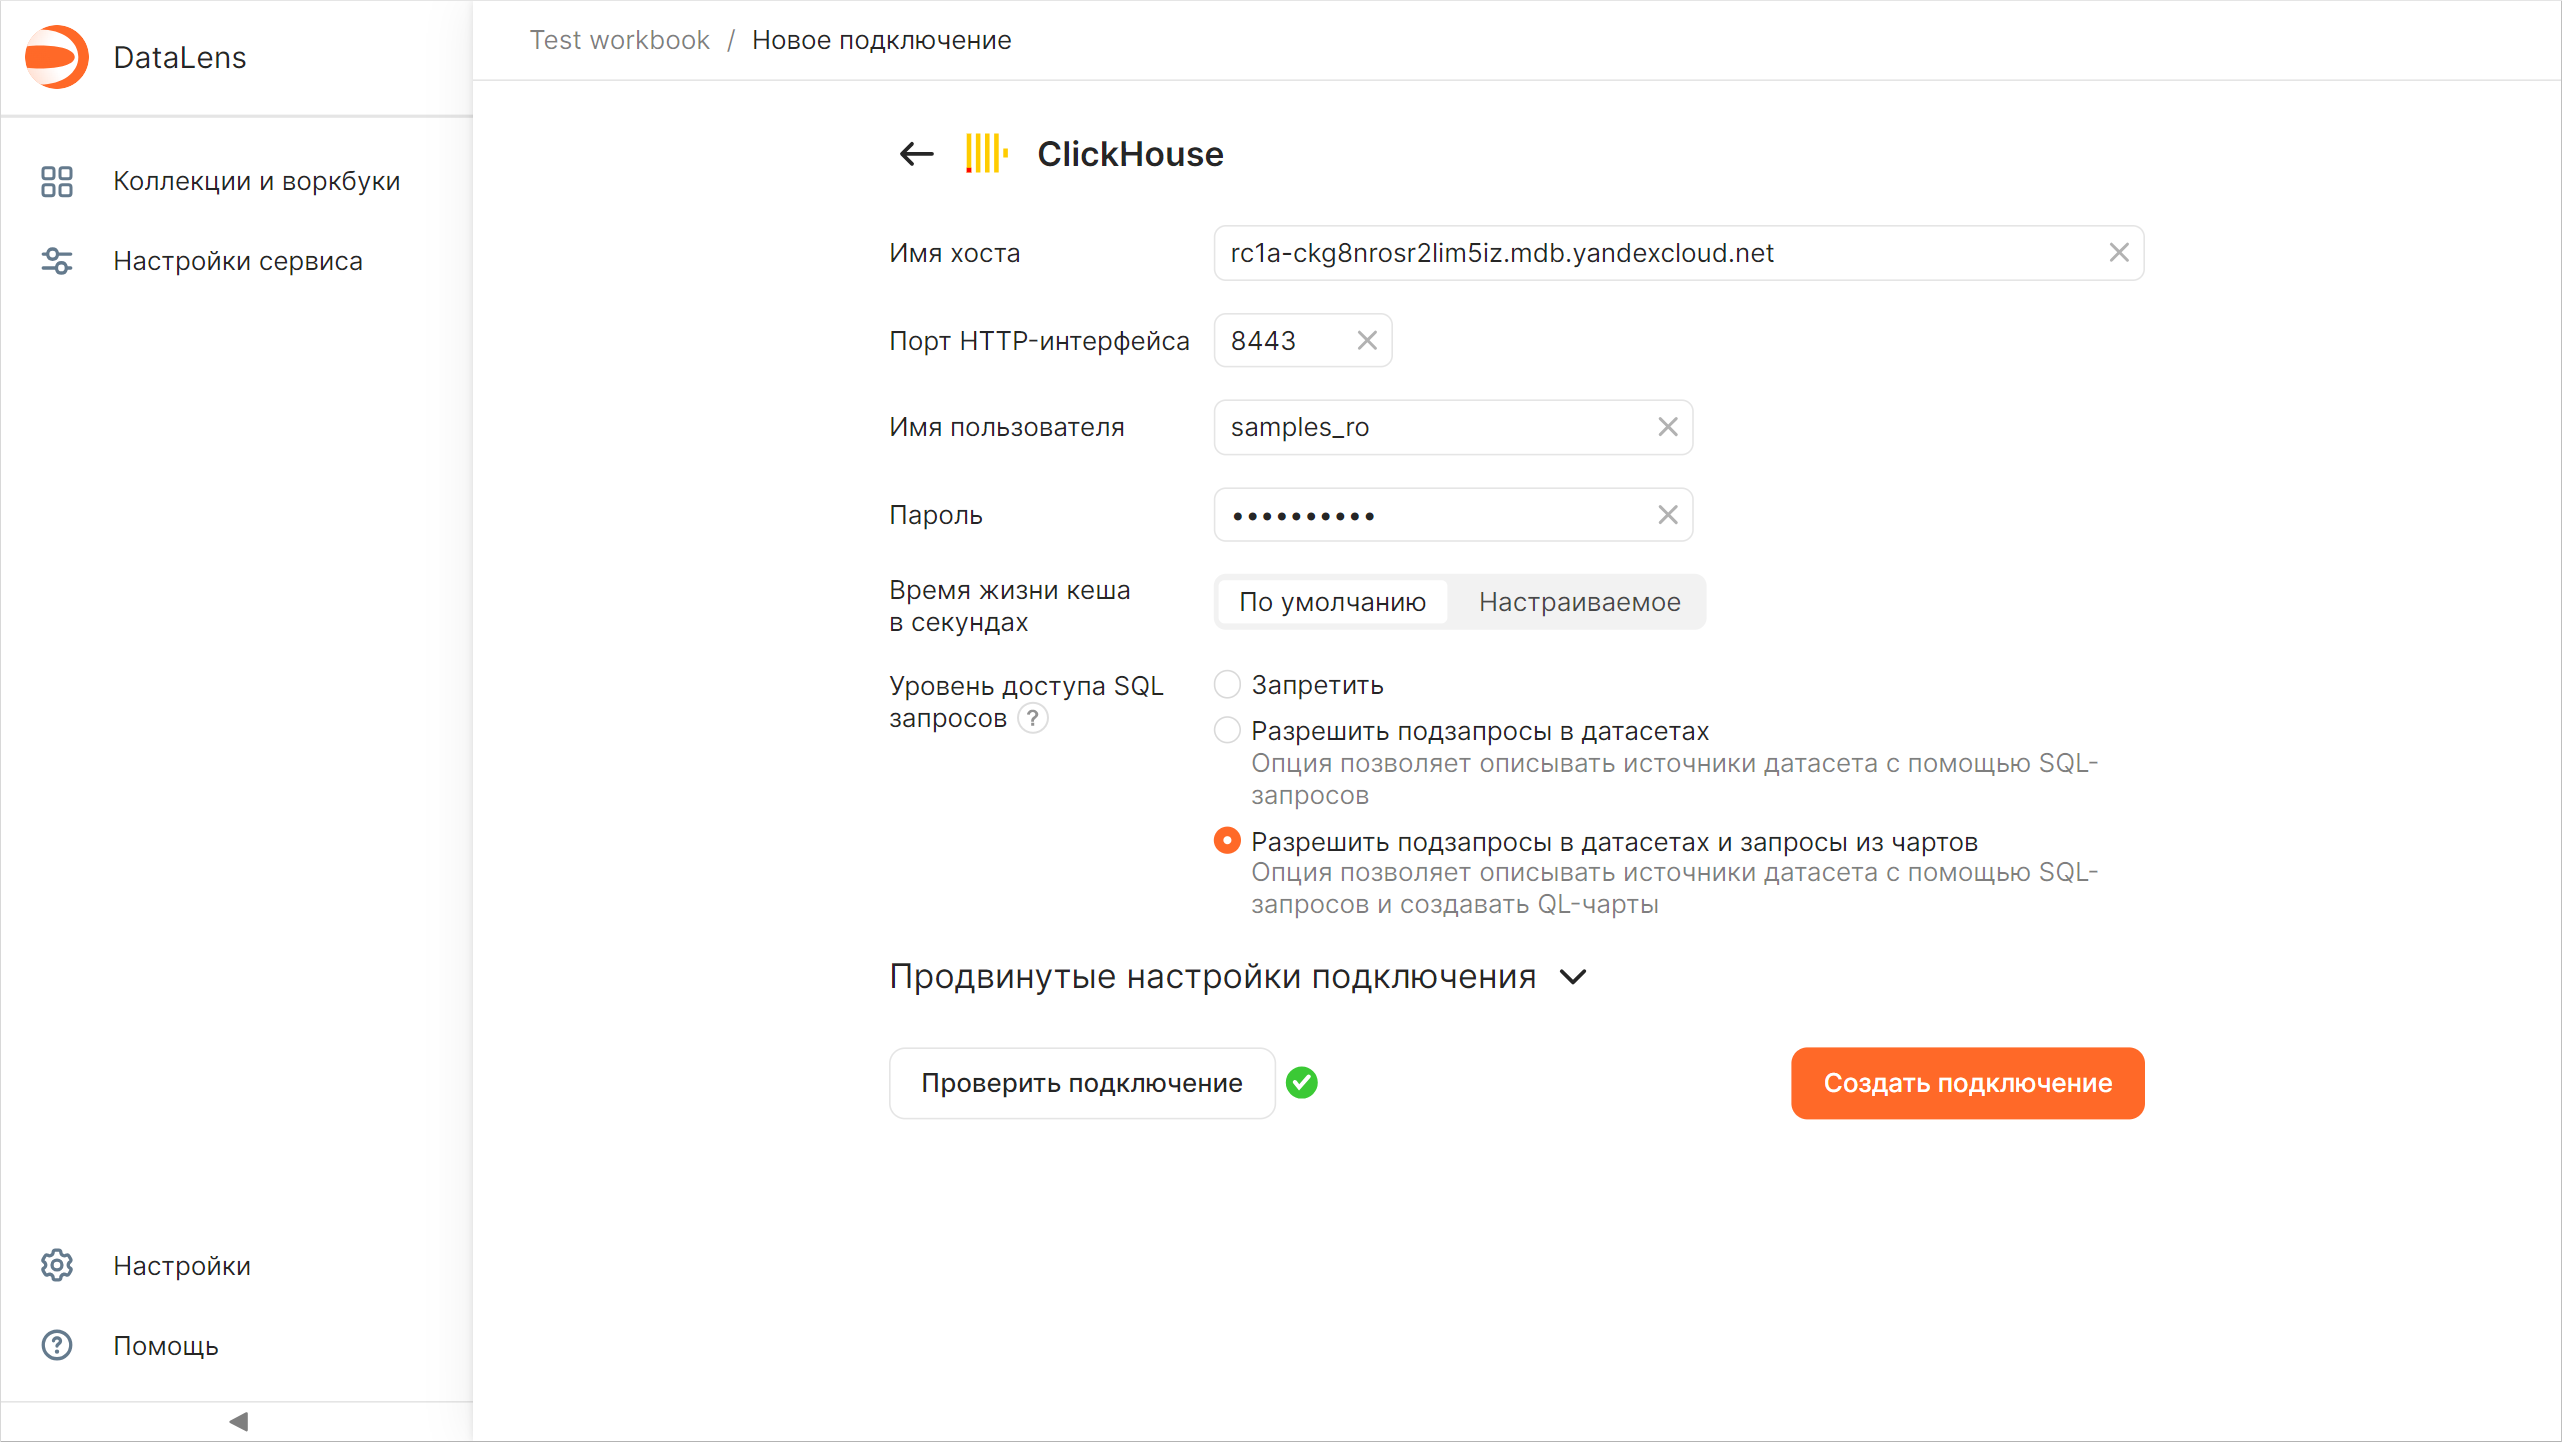 DataLens
Коллекции и воркбуки
Настройки сервиса
Настройки
Помощь
Test workbook / Новое подключение
ClickHouse
Имя хоста
rc1a-ckg8nrosr2lim5iz.mdb.yandexcloud.net
Порт HTTP-интерфейса
8443
Имя пользователя
samples_ro
Пароль
••••••••••
Время жизни кеша
в секундах
По умолчанию Настраиваемое
Уровень доступа SQL
запросов ?
Запретить
Разрешить подзапросы в датасетах
Опция позволяет описывать источники датасета с помощью SQL-
запросов
Разрешить подзапросы в датасетах и запросы из чартов
Опция позволяет описывать источники датасета с помощью SQL-
запросов и создавать QL-чарты
Продвинутые настройки подключения
Проверить подключение
Создать подключение